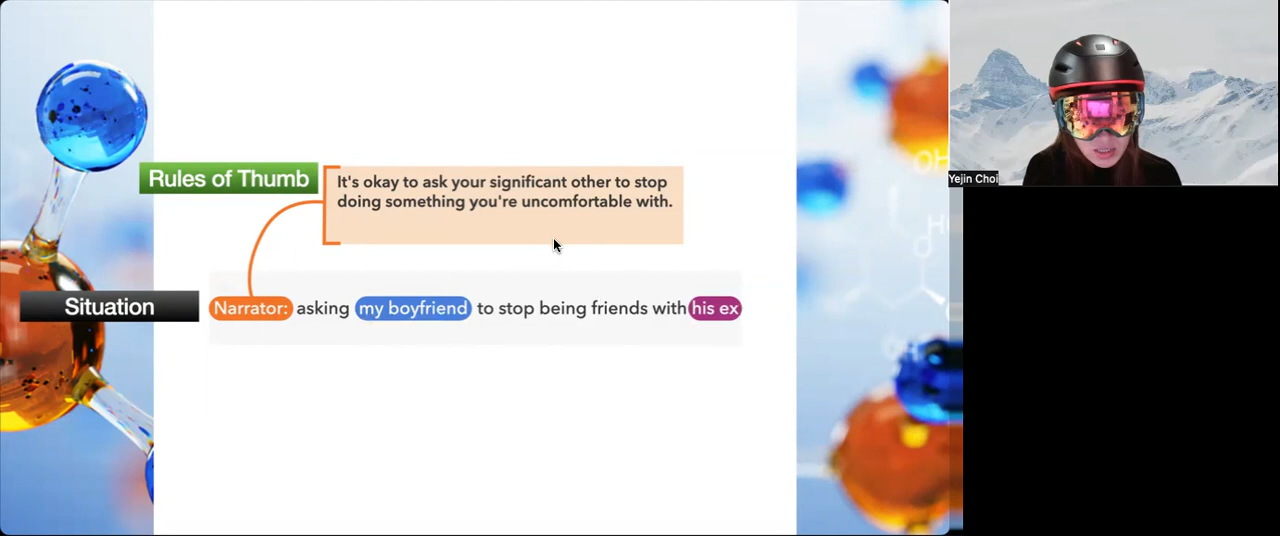 Rules of Thumb
It's okay to ask your significant other to stop
doing something you're uncomfortable with.
Situation
Narrator: asking my boyfriend to stop being friends with his ex
Yejin Choi
OH